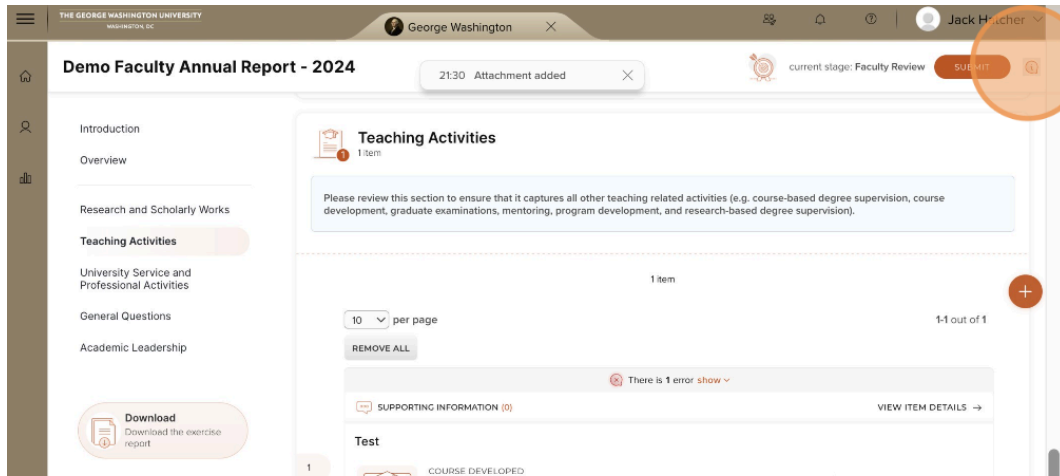 THE GEORGE WASHINGTON UNIVERSITY
WASHINGTON, DC
George Washington
Jack Hatcher
Demo Faculty Annual Report - 2024
21:30 Attachment added
current stage: Faculty Review
SUBMIT
Introduction
Overview
Research and Scholarly Works
Teaching Activities
University Service and
Professional Activities
General Questions
Academic Leadership
Download
Download the exercise
report
Teaching Activities
1
1 item
Please review this section to ensure that it captures all other teaching related activities (e.g. course-based degree supervision, course
development, graduate examinations, mentoring, program development, and research-based degree supervision).
1 item
10 per page
1-1 out of 1
REMOVE ALL
There is 1 error show
SUPPORTING INFORMATION (0)
VIEW ITEM DETAILS →
Test
1
COURSE DEVELOPED